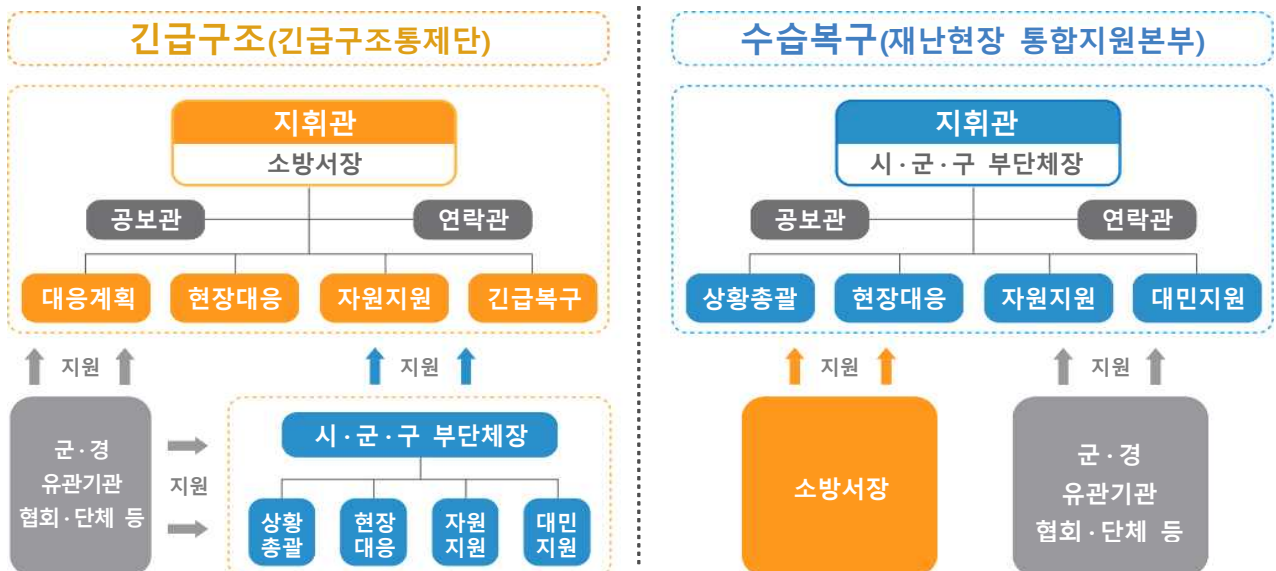 긴급구조(긴급구조통제단)
지휘관
소방서장
공보관
연락관
대응계획
현장대응
자원지원
긴급복구
지원
지원
군·경
유관기관
협회·단체 등
지원
시·군·구 부단체장
상황
총괄
현장
대응
자원
지원
대민
지원
수습복구(재난현장 통합지원본부)
지휘관
시·군·구 부단체장
공보관
연락관
상황총괄
현장대응
자원지원
대민지원
지원
지원
소방서장
군·경
유관기관
협회·단체 등